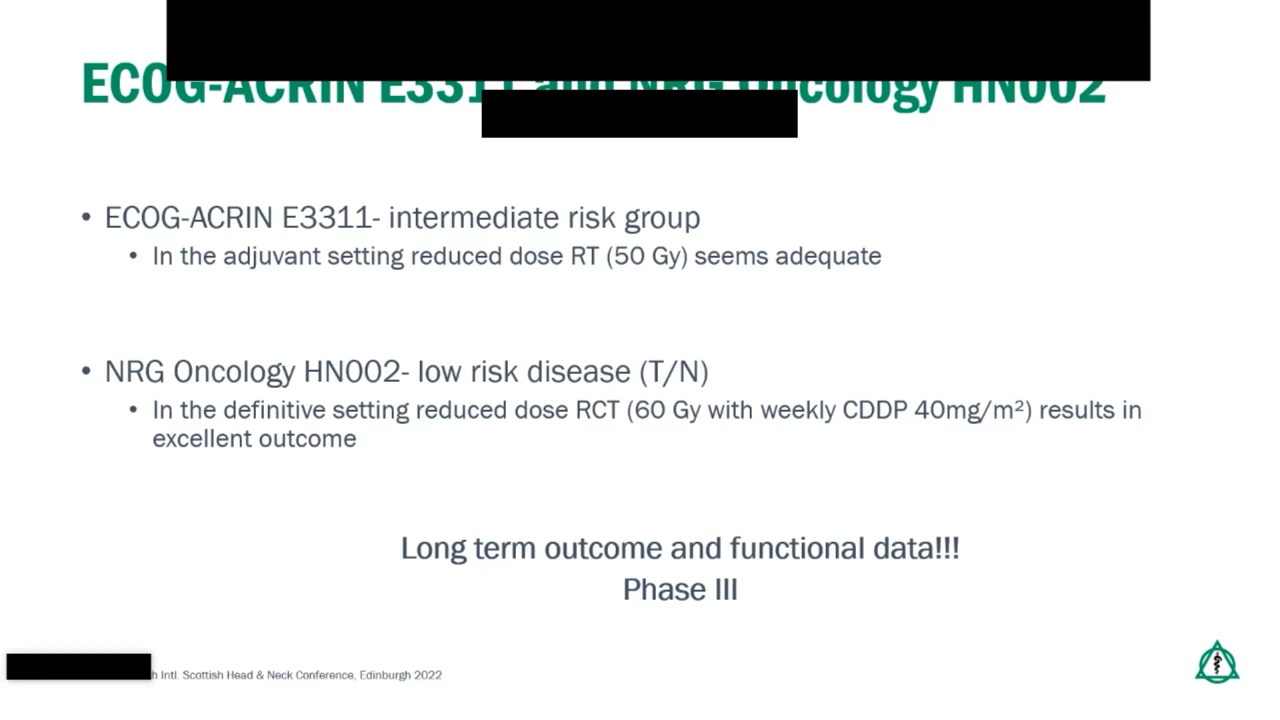 ECOG-ACRIN E3311 and NRG Oncology HN002
• ECOG-ACRIN E3311- intermediate risk group
• In the adjuvant setting reduced dose RT (50 Gy) seems adequate
• NRG Oncology HN002- low risk disease (T/N)
• In the definitive setting reduced dose RCT (60 Gy with weekly CDDP 40mg/m²) results in
excellent outcome
Long term outcome and functional data!!!
Phase III
Intl. Scottish Head & Neck Conference, Edinburgh 2022